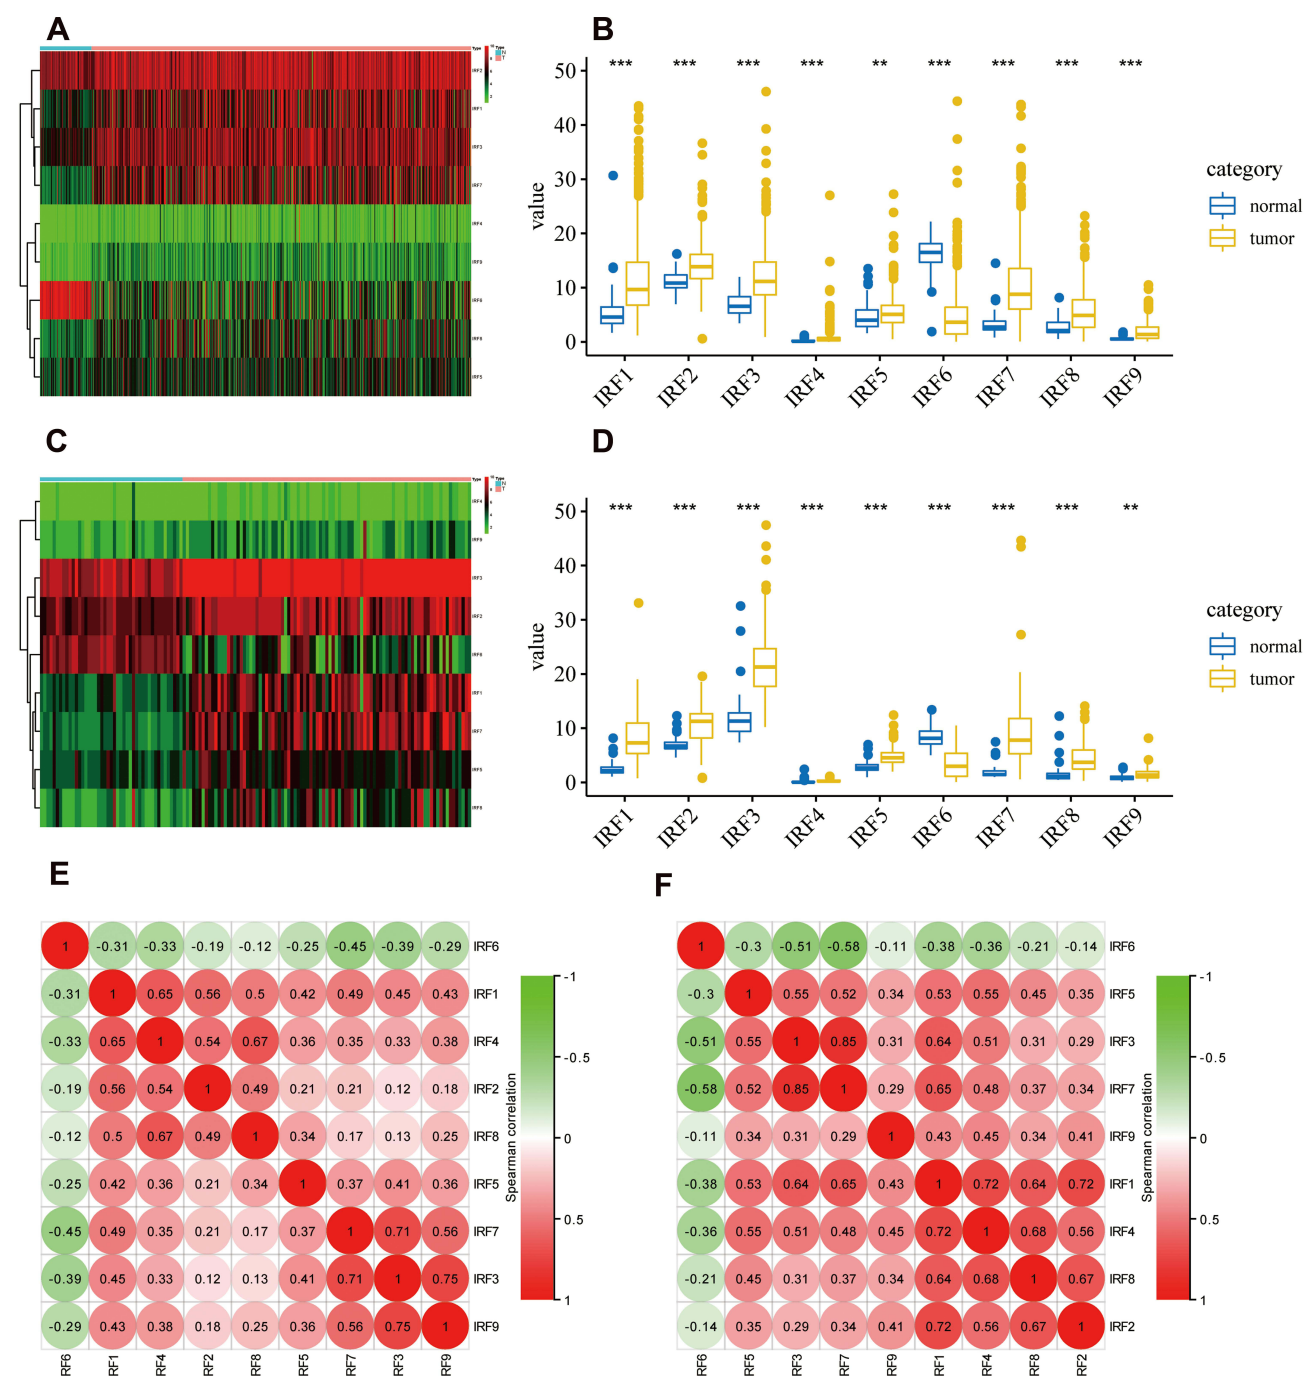 A
Type
N
T
IRF2
IRF1
IRF3
IRF7
IRF4
IRF9
IRF6
IRF8
IRF5
B
*** *** *** *** ** *** *** *** ***
50
40
30
20
10
0
value
IRF1 IRF2 IRF3 IRF4 IRF5 IRF6 IRF7 IRF8 IRF9
category
normal
tumor
C
Type
N
T
IRF4
IRF9
IRF3
IRF2
IRF6
IRF1
IRF7
IRF5
IRF8
D
*** *** *** *** *** *** *** *** **
50
40
30
20
10
0
value
IRF1 IRF2 IRF3 IRF4 IRF5 IRF6 IRF7 IRF8 IRF9
category
normal
tumor
E
1 -0.31 -0.33 -0.19 -0.12 -0.25 -0.45 -0.39 -0.29 IRF6
-0.31 1 0.65 0.56 0.5 0.42 0.49 0.45 0.43 IRF1
-0.33 0.65 1 0.54 0.67 0.36 0.35 0.33 0.38 IRF4
-0.19 0.56 0.54 1 0.49 0.21 0.21 0.12 0.18 IRF2
-0.12 0.5 0.67 0.49 1 0.34 0.17 0.13 0.25 IRF8
-0.25 0.42 0.36 0.21 0.34 1 0.37 0.41 0.36 IRF5
-0.45 0.49 0.35 0.21 0.17 0.37 1 0.71 0.56 IRF7
-0.39 0.45 0.33 0.12 0.13 0.41 0.71 1 0.75 IRF3
-0.29 0.43 0.38 0.18 0.25 0.36 0.56 0.75 1 IRF9
RF6 RF1 RF4 RF2 RF8 RF5 RF7 RF3 RF9
Spearman correlation
-1
-0.5
0
0.5
1
F
1 -0.3 -0.51 -0.58 -0.11 -0.38 -0.36 -0.21 -0.14 IRF6
-0.3 1 0.55 0.52 0.34 0.53 0.55 0.45 0.35 IRF5
-0.51 0.55 1 0.85 0.31 0.64 0.51 0.31 0.29 IRF3
-0.58 0.52 0.85 1 0.29 0.65 0.48 0.37 0.34 IRF7
-0.11 0.34 0.31 0.29 1 0.43 0.45 0.34 0.41 IRF9
-0.38 0.53 0.64 0.65 0.43 1 0.72 0.64 0.72 IRF1
-0.36 0.55 0.51 0.48 0.45 0.72 1 0.68 0.56 IRF4
-0.21 0.45 0.31 0.37 0.34 0.64 0.68 1 0.67 IRF8
-0.14 0.35 0.29 0.34 0.41 0.72 0.56 0.67 1 IRF2
RF6 RF5 RF3 RF7 RF9 RF1 RF4 RF8 RF2
Spearman correlation
-1
-0.5
0
0.5
1